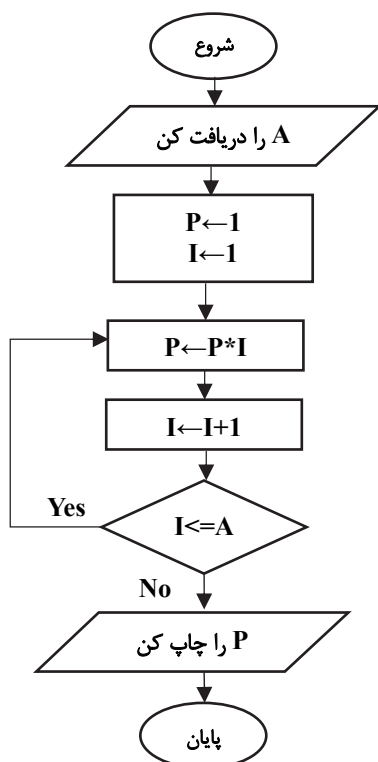 شروع
A را دریافت کن
P←1
I←1
P←P*I
I←I+1
I<=A
Yes
No
P را چاپ کن
پایان